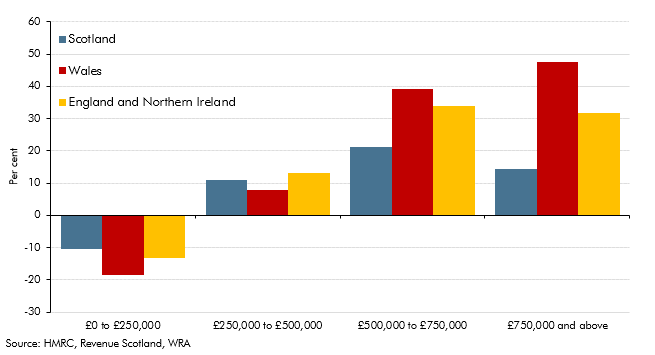 60
50
40
30
20
10
0
-10
-20
-30
Per cent
Scotland
Wales
England and Northern Ireland
£0 to £250,000 £250,000 to £500,000 £500,000 to £750,000 £750,000 and above
Source: HMRC, Revenue Scotland, WRA